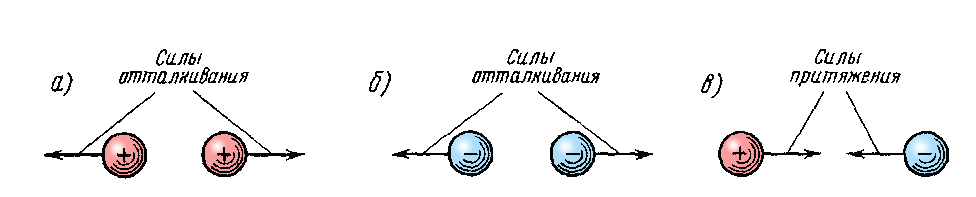 а)
Силы
отталкивания
+
+
б)
Силы
отталкивания
−
−
в)
Силы
притяжения
+
−